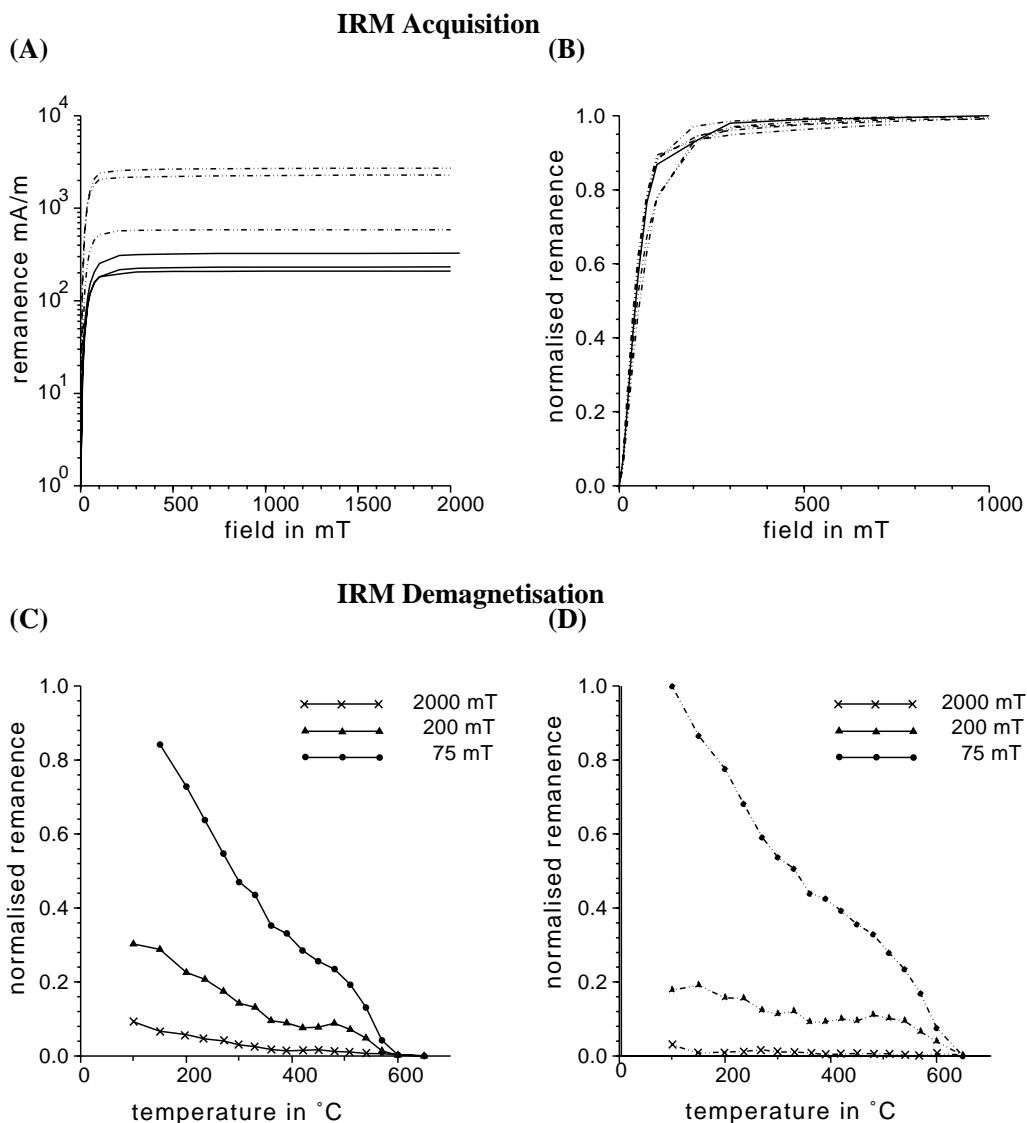 IRM Acquisition
(A)
(B)
10^4
10^3
10^2
10^1
10^0
remanence mA/m
0 500 1000 1500 2000
field in mT
1.0
0.8
0.6
0.4
0.2
0.0
normalised remanence
0 500 1000
field in mT
IRM Demagnetisation
(C)
(D)
1.0
0.8
0.6
0.4
0.2
0.0
normalised remanence
2000 mT
200 mT
75 mT
0 200 400 600
temperature in °C
1.0
0.8
0.6
0.4
0.2
0.0
normalised remanence
2000 mT
200 mT
75 mT
0 200 400 600
temperature in °C